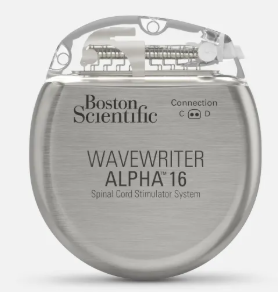 Boston
Scientific
Connection
C D
WAVEWRITER
ALPHA™ 16
Spinal Cord Stimulator System